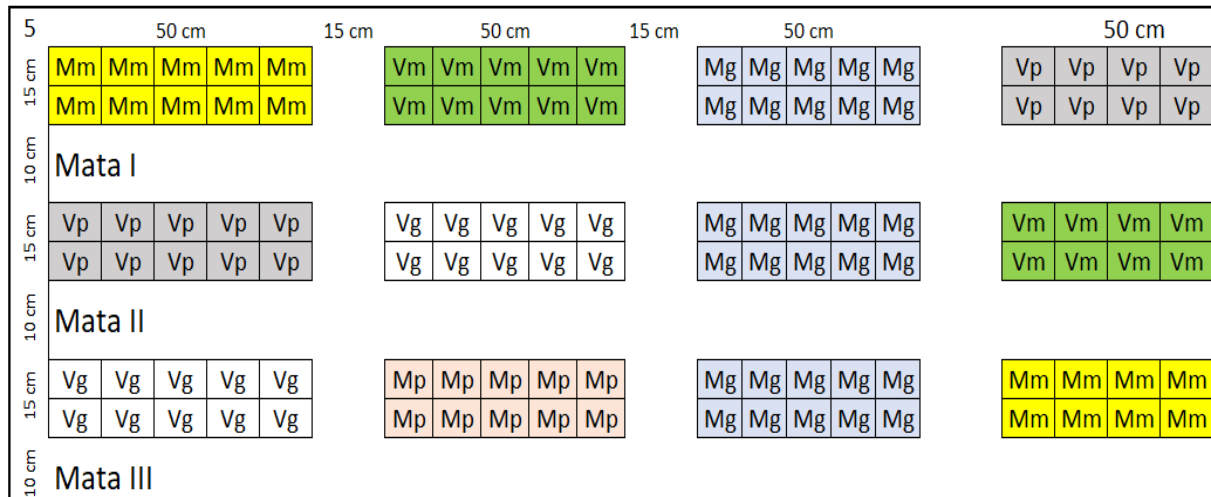 5 50 cm 15 cm 50 cm 15 cm 50 cm 50 cm
15 cm
Mm Mm Mm Mm Mm Vm Vm Vm Vm Vm Mg Mg Mg Mg Mg Vp Vp Vp Vp
Mm Mm Mm Mm Mm Vm Vm Vm Vm Vm Mg Mg Mg Mg Mg Vp Vp Vp Vp
10 cm
Mata I
15 cm
Vp Vp Vp Vp Vp Vg Vg Vg Vg Vg Mg Mg Mg Mg Mg Vm Vm Vm Vm
Vp Vp Vp Vp Vp Vg Vg Vg Vg Vg Mg Mg Mg Mg Mg Vm Vm Vm Vm
10 cm
Mata II
15 cm
Vg Vg Vg Vg Vg Mp Mp Mp Mp Mp Mg Mg Mg Mg Mg Mm Mm Mm Mm
Vg Vg Vg Vg Vg Mp Mp Mp Mp Mp Mg Mg Mg Mg Mg Mm Mm Mm Mm
10 cm
Mata III